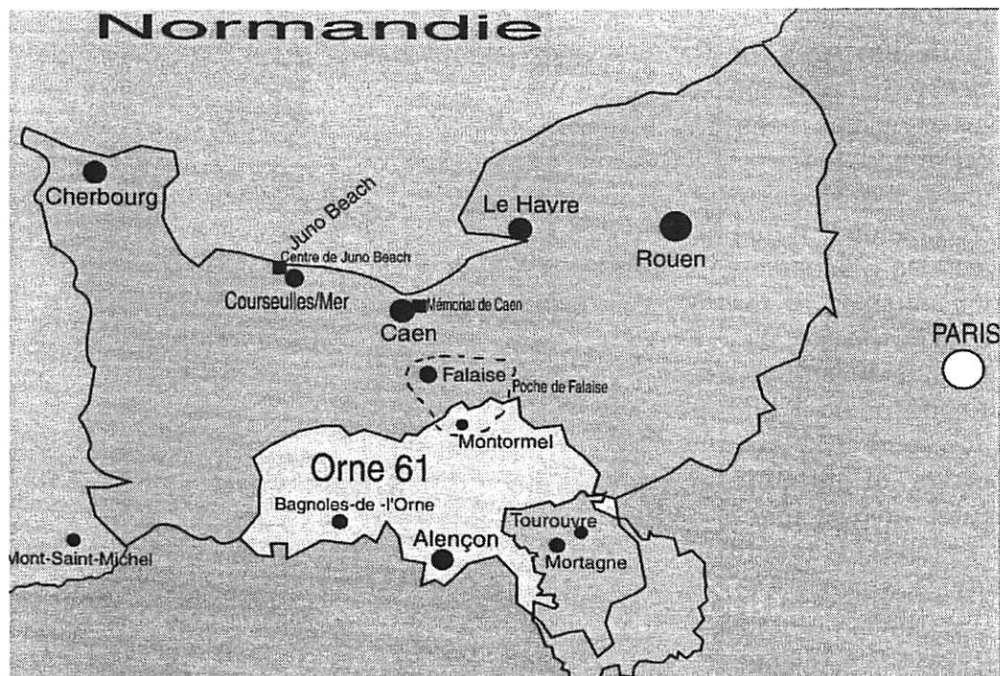 Normandie
Cherbourg
Juno Beach
Centre de Juno Beach
Courseulles/Mer
Le Havre
Rouen
Mémorial de Caen
Caen
PARIS
Falaise
Poche de Falaise
Montormel
Orne 61
Bagnoles-de -l'Orne
Tourouvre
Alençon
Mortagne
Mont-Saint-Michel